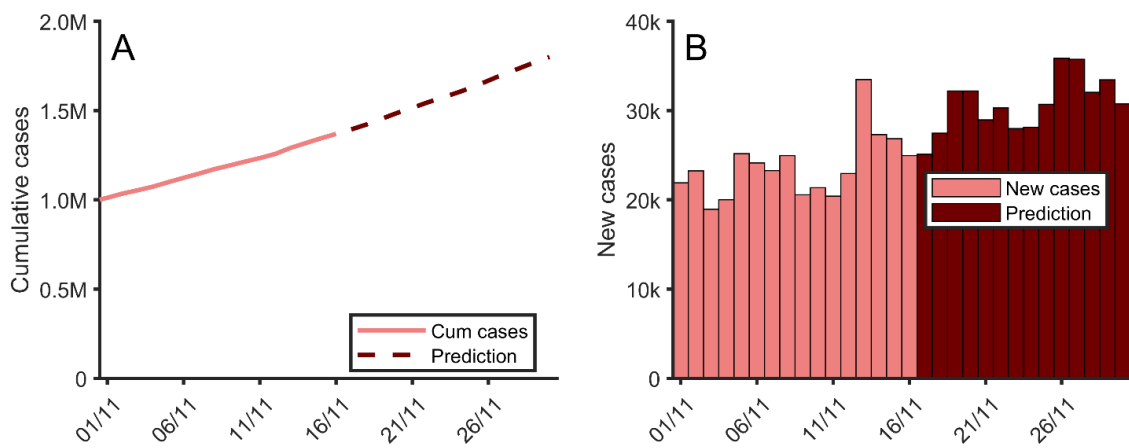 A
Cumulative cases
2.0M
1.5M
1.0M
0.5M
0
01/11
06/11
11/11
16/11
21/11
26/11
Cum cases
Prediction
B
New cases
40k
30k
20k
10k
0
01/11
06/11
11/11
16/11
21/11
26/11
New cases
Prediction